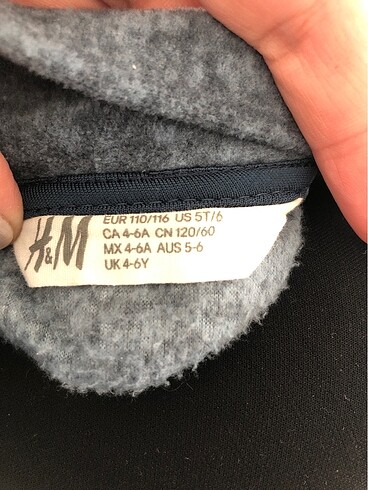 H&M
EUR 110/116 US 5T/6
CA 4-6A CN 120/60
MX 4-6A AUS 5-6
UK 4-6Y